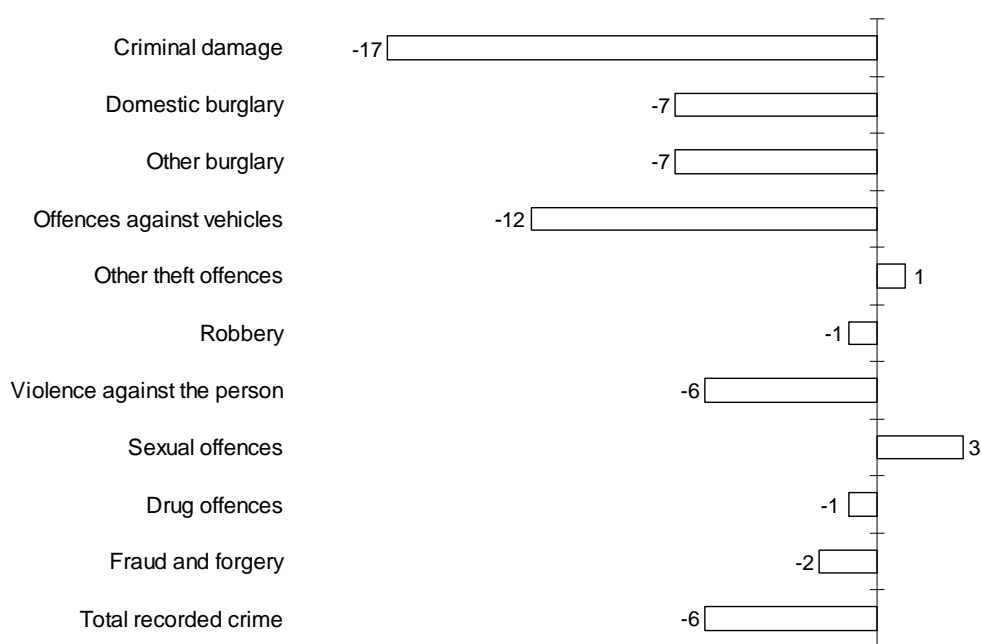 Criminal damage -17
Domestic burglary -7
Other burglary -7
Offences against vehicles -12
Other theft offences 1
Robbery -1
Violence against the person -6
Sexual offences 3
Drug offences -1
Fraud and forgery -2
Total recorded crime -6